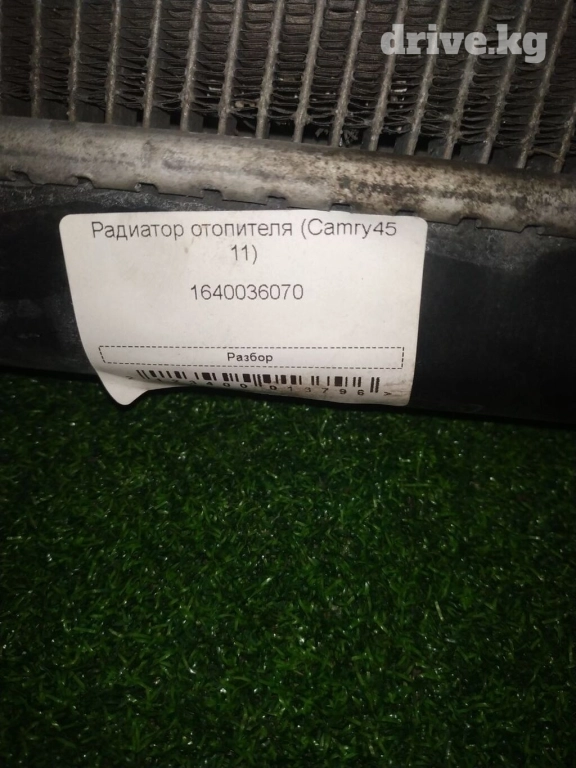 drive.kg
Радиатор отопителя (Camry45
11)
1640036070
Разбор